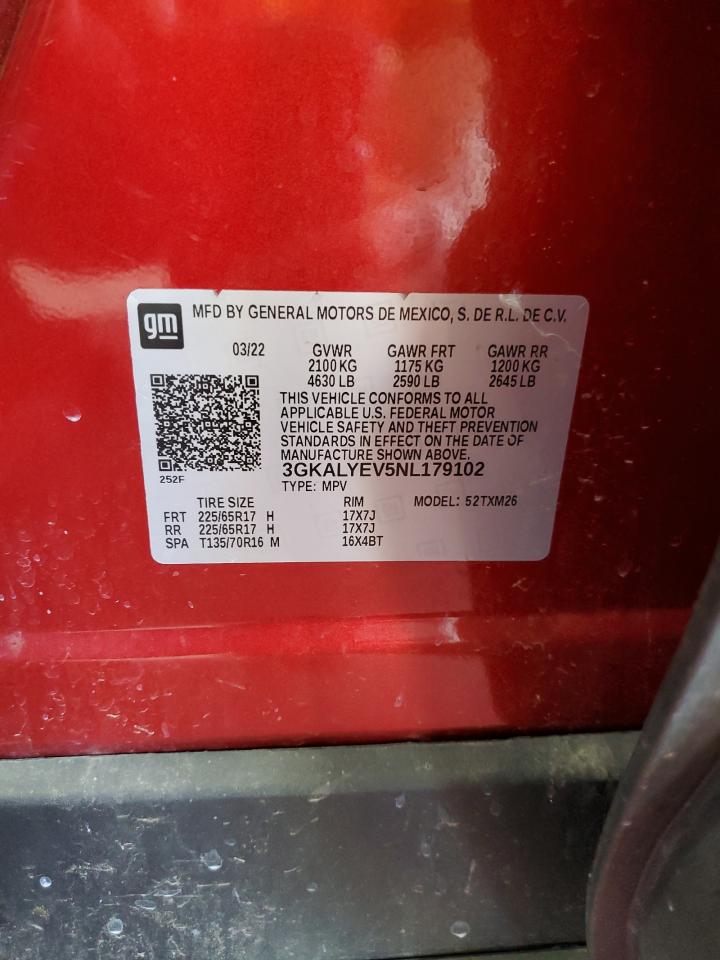 gm
MFD BY GENERAL MOTORS DE MEXICO, S. DE R.L. DE C.V.
03/22 GVWR GAWR FRT GAWR RR
2100 KG 1175 KG 1200 KG
4630 LB 2590 LB 2645 LB
THIS VEHICLE CONFORMS TO ALL
APPLICABLE U.S. FEDERAL MOTOR
VEHICLE SAFETY AND THEFT PREVENTION
STANDARDS IN EFFECT ON THE DATE OF
MANUFACTURE SHOWN ABOVE.
3GKALYEV5NL179102
252F
TYPE: MPV
TIRE SIZE RIM MODEL: 52TXM26
FRT 225/65R17 H 17X7J
RR 225/65R17 H 17X7J
SPA T135/70R16 M 16X4BT